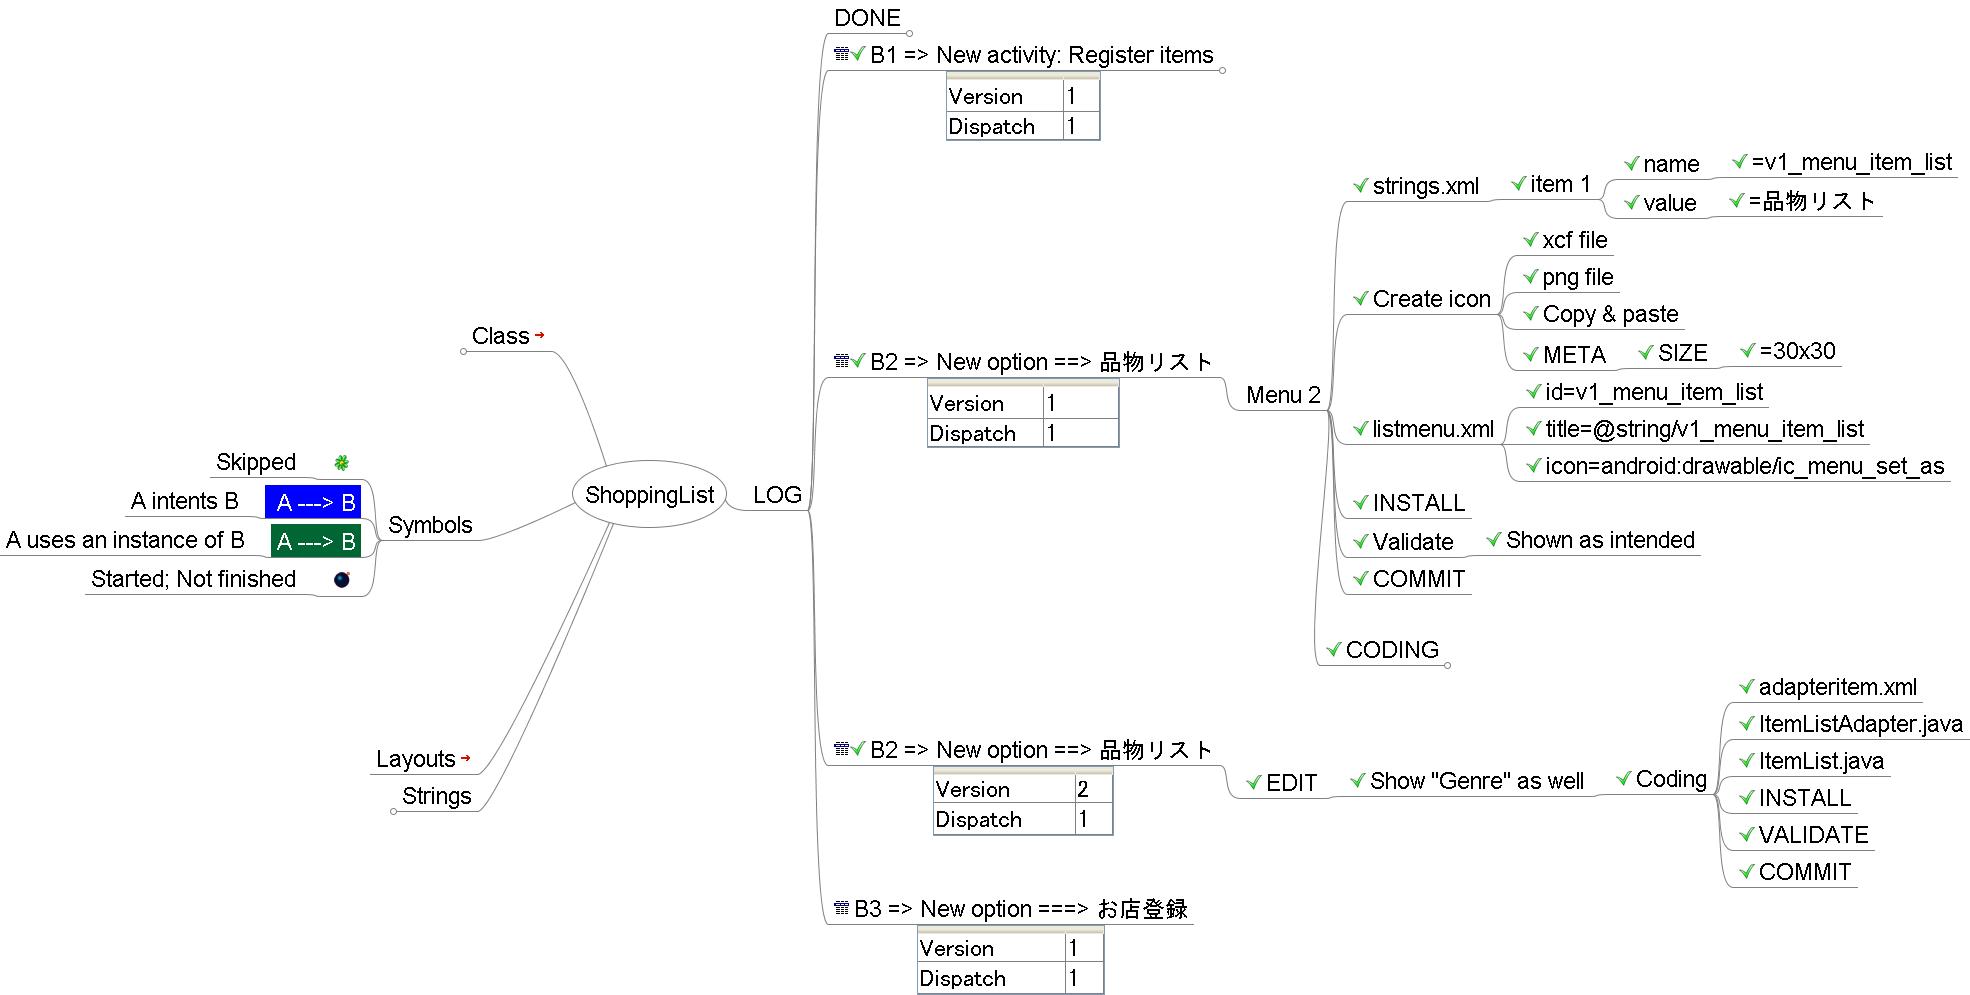 ShoppingList
Class
Symbols
Skipped
A intents B
A ---> B
A uses an instance of B
A ---> B
Started; Not finished
Layouts
Strings
LOG
DONE
B1 => New activity: Register items
Version 1
Dispatch 1
B2 => New option ==> 品物リスト
Version 1
Dispatch 1
Menu 2
strings.xml
item 1
name
=v1_menu_item_list
value
=品物リスト
Create icon
xcf file
png file
Copy & paste
META
SIZE
=30x30
listmenu.xml
id=v1_menu_item_list
title=@string/v1_menu_item_list
icon=android:drawable/ic_menu_set_as
INSTALL
Validate
Shown as intended
COMMIT
CODING
B2 => New option ==> 品物リスト
Version 2
Dispatch 1
EDIT
Show "Genre" as well
Coding
adapteritem.xml
ItemListAdapter.java
ItemList.java
INSTALL
VALIDATE
COMMIT
B3 => New option ===> お店登録
Version 1
Dispatch 1